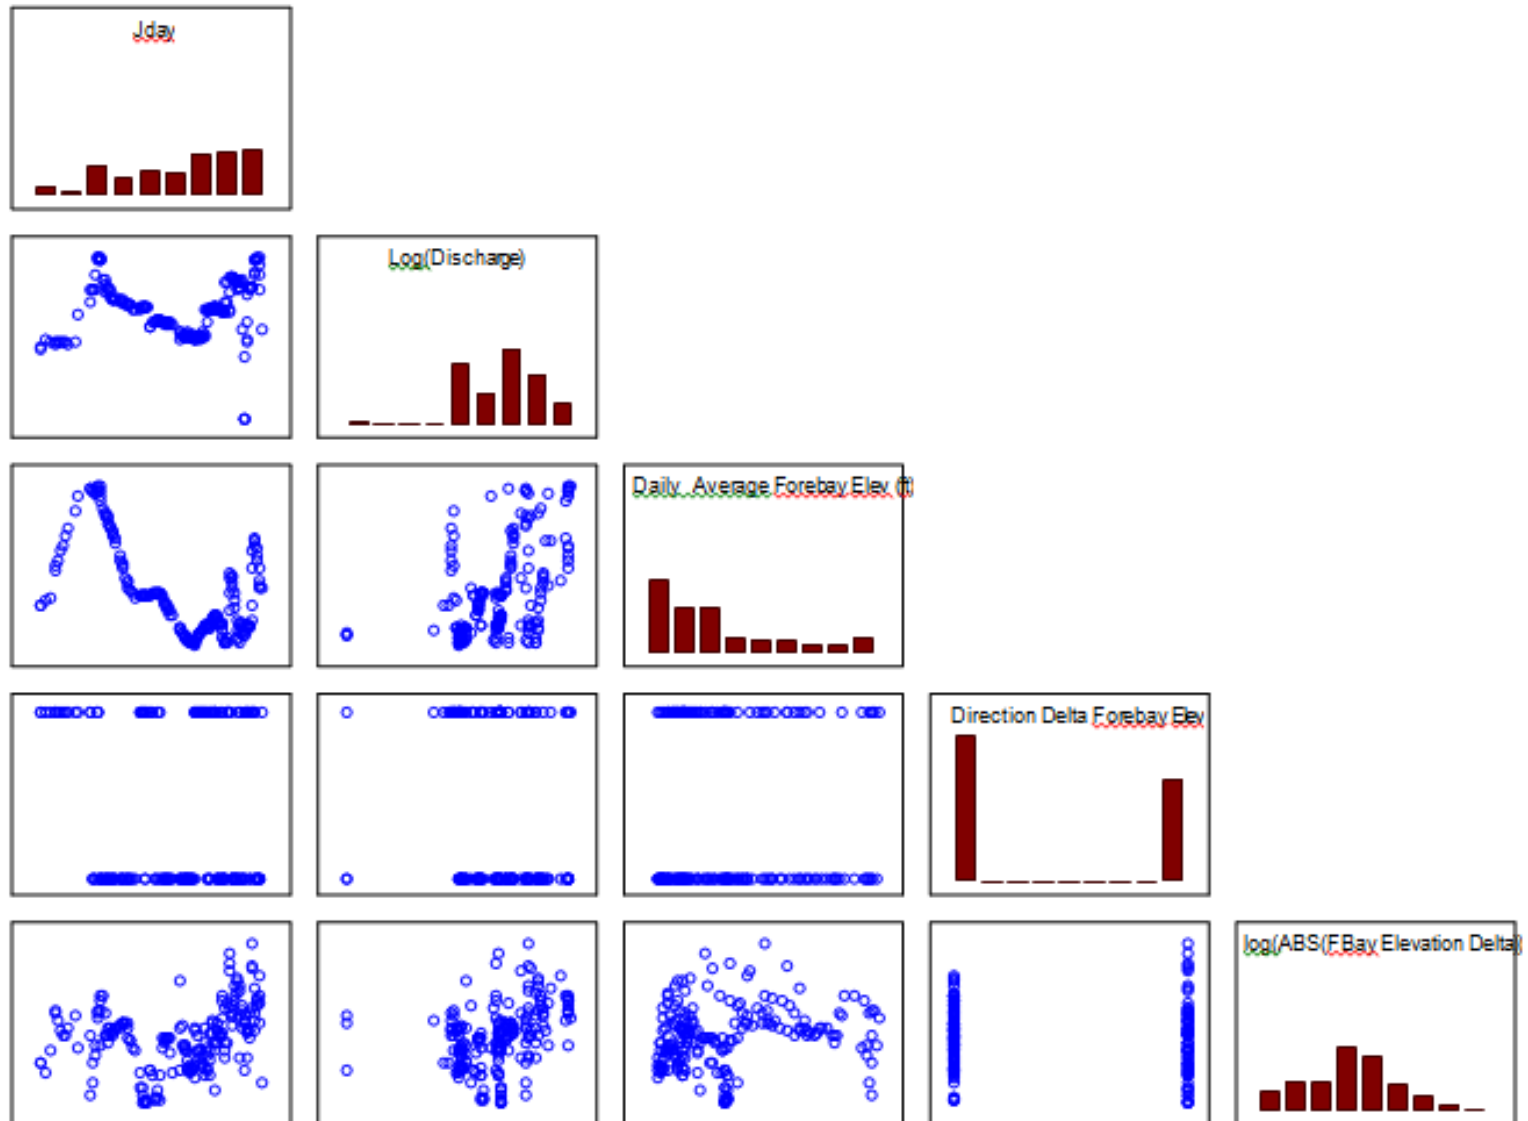 Jday
Log(Discharge)
Daily Average Forebay Elev (ft)
Direction Delta Forebay Elev
log(ABS(FBay Elevation Delta))